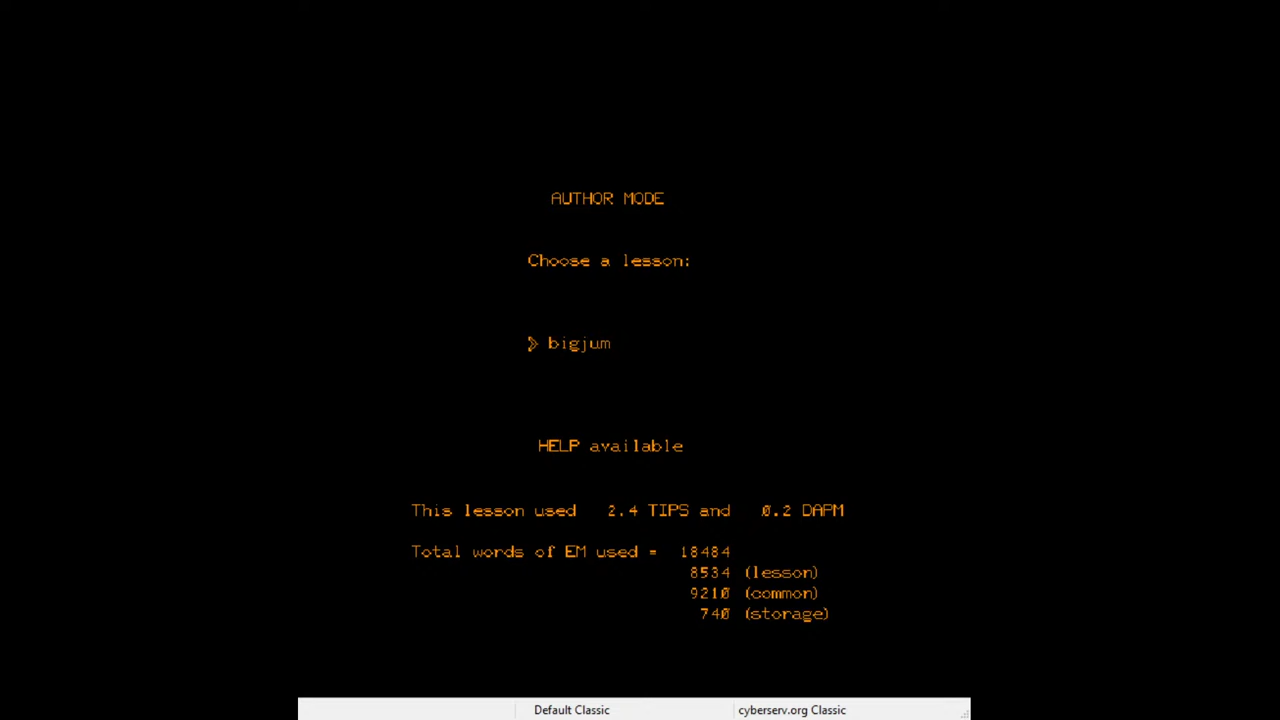 AUTHOR MODE
Choose a lesson:
> bigjum
HELP available
This lesson used 2.4 TIPS and 0.2 DAPM
Total words of EM used = 18484
8534 (lesson)
9210 (common)
740 (storage)
Default Classic cyberserv.org Classic